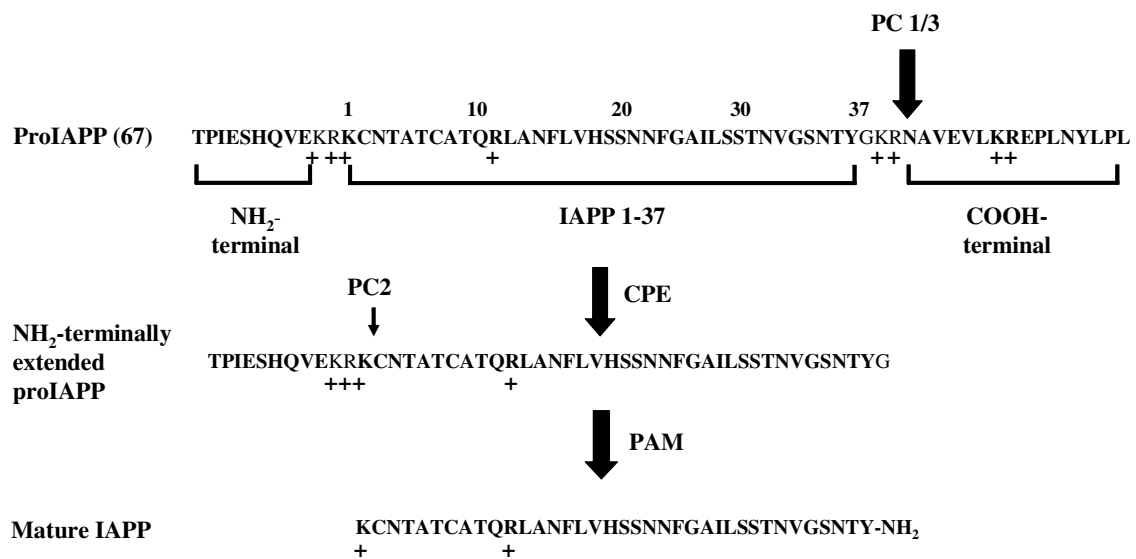 PC 1/3
1 10 20 30 37
ProIAPP (67) TPIESHQVEKRKCNTATCATQRLANFLVHSSNNFGAILSSTNVGSNTYGKRNAVEVLKREPLNYLPL
+ + + + + + + +
NH2-
terminal
IAPP 1-37
COOH-
terminal
PC2
CPE
NH2-terminally
extended
proIAPP
TPIESHQVEKRKCNTATCATQRLANFLVHSSNNFGAILSSTNVGSNTYG
+++ +
PAM
Mature IAPP KCNTATCATQRLANFLVHSSNNFGAILSSTNVGSNTY-NH2
+ +